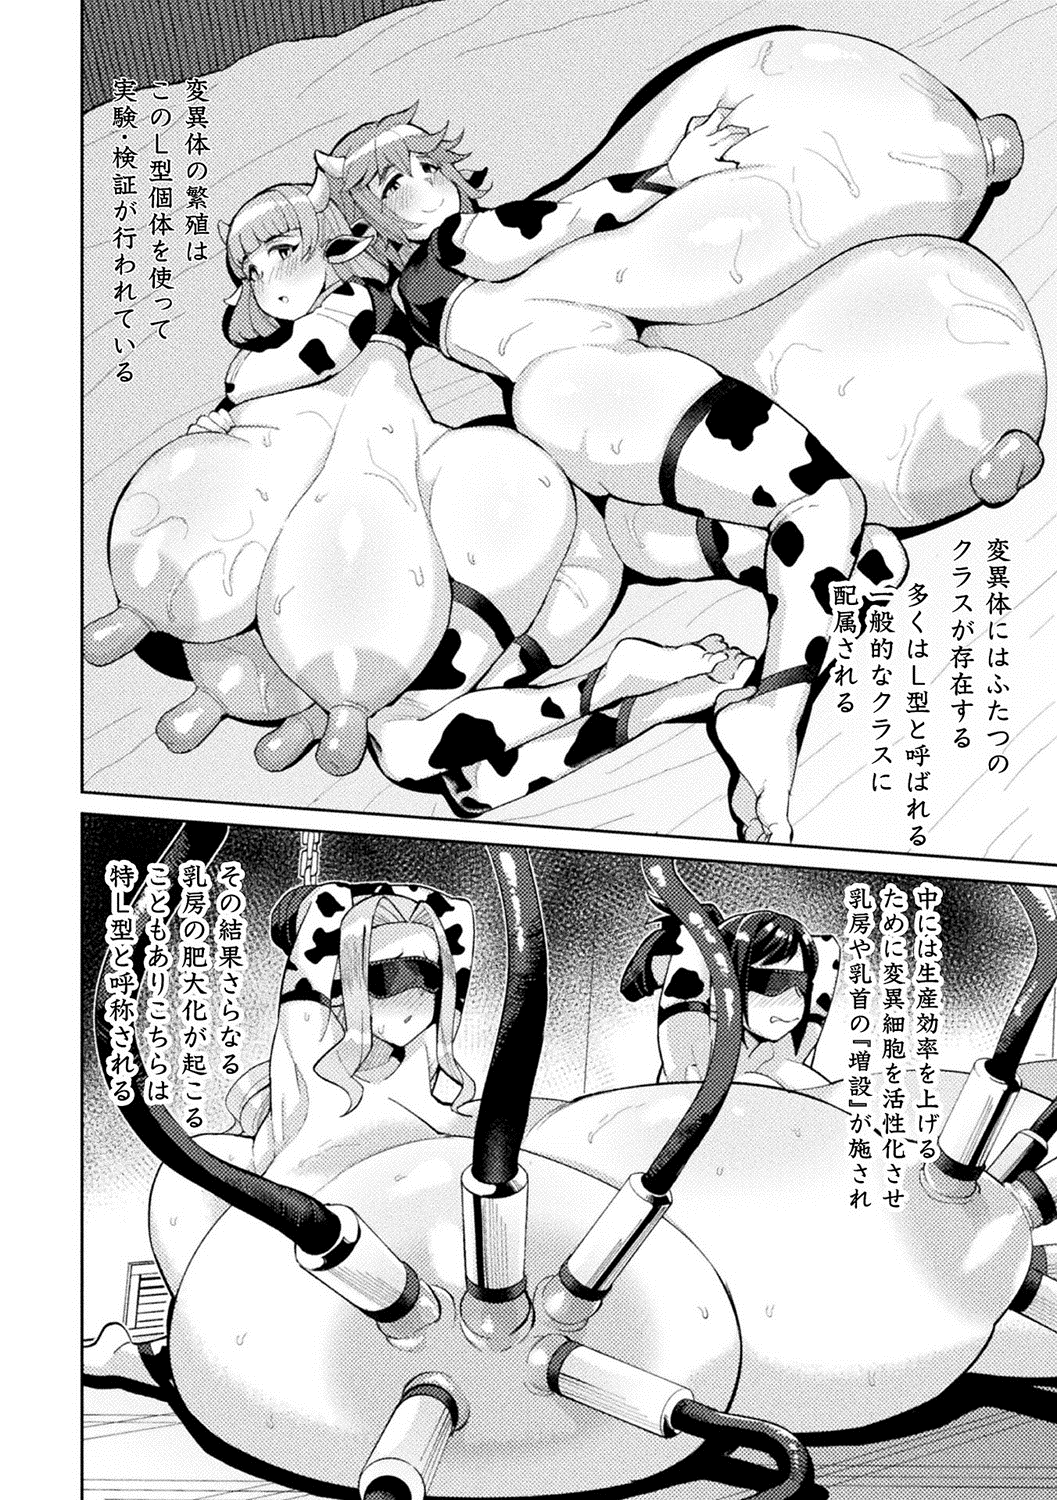 変異体にはふたつの
クラスが存在する
多くはL型と呼ばれる
一般的なクラスに
配属される
変異体の繁殖は
このL型個体を使って
実験・検証が行われている
中には生産効率を上げる
ために変異細胞を活性化させ
乳房や乳首の『増設』が施され
その結果さらなる
乳房の肥大化が起こる
こともありこちらは
特L型と呼称される